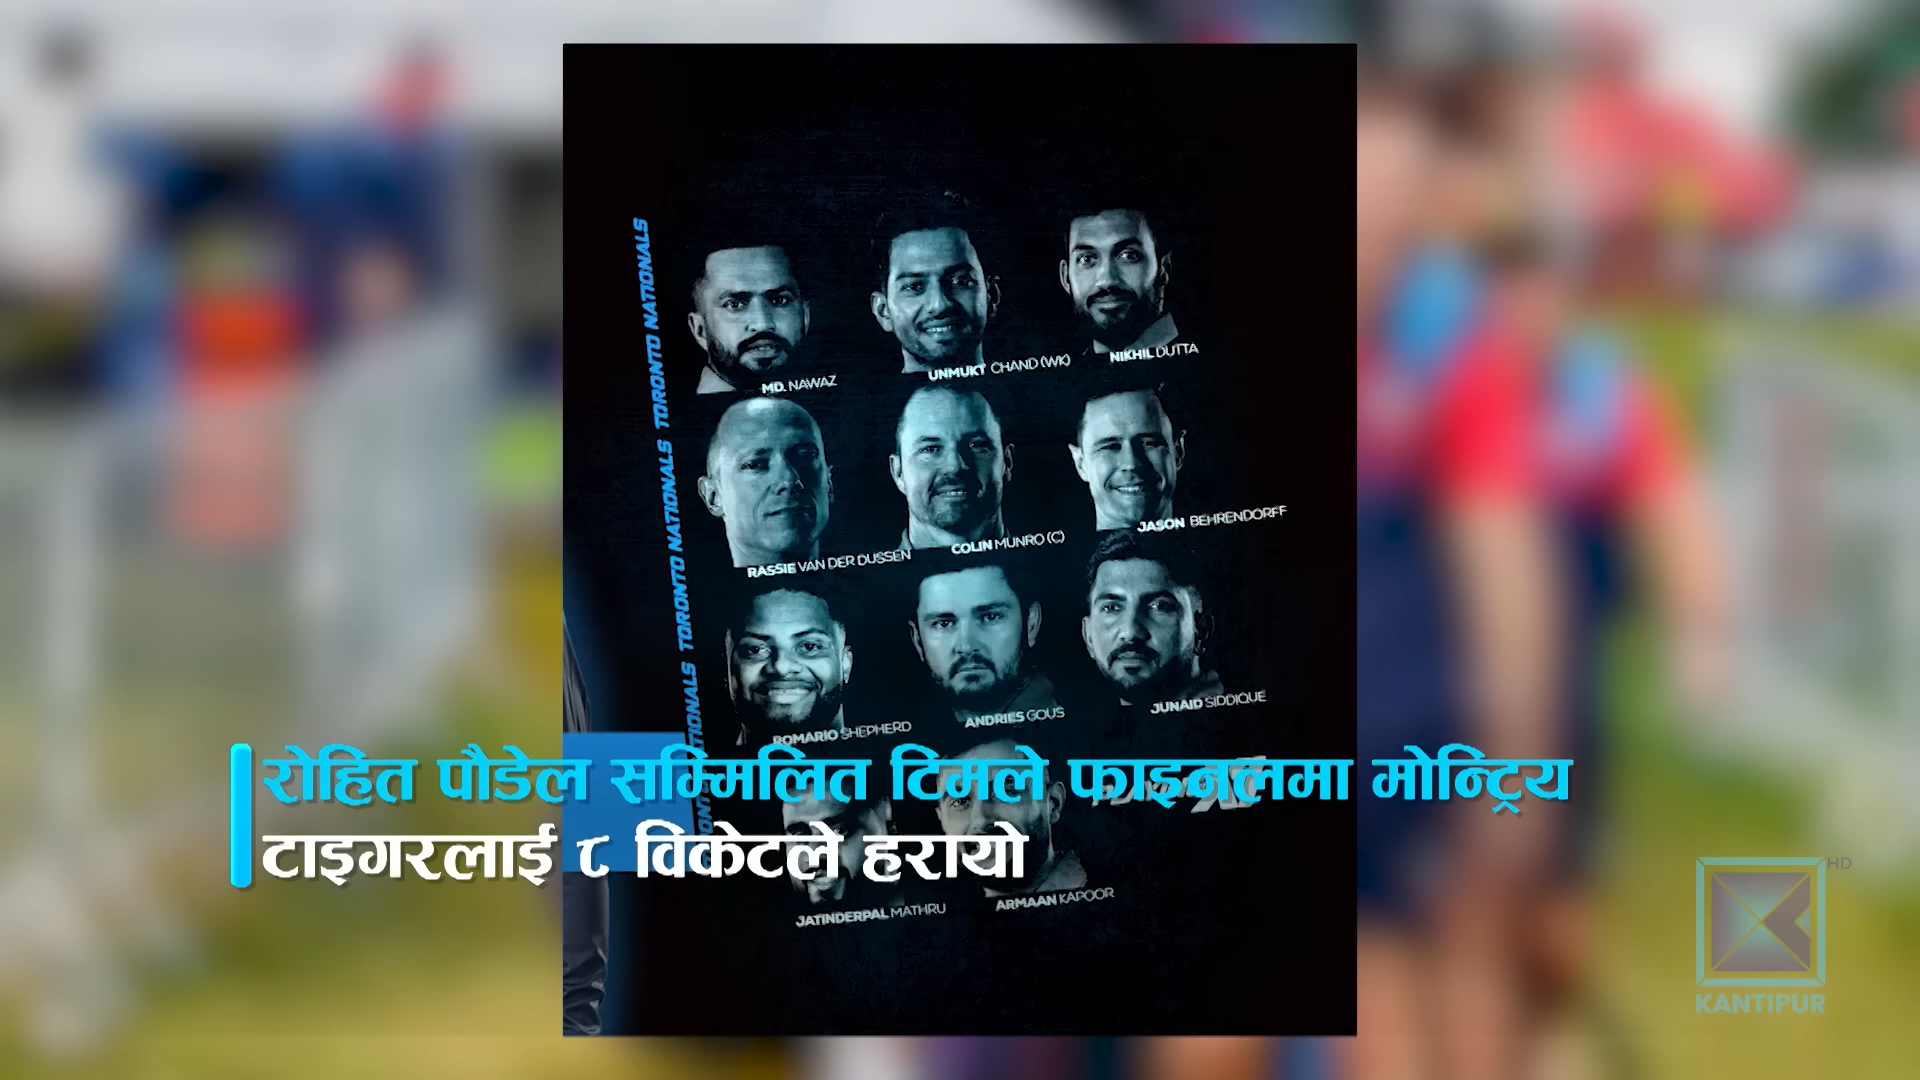 TORONTO NATIONALS TORONTO NATIONALS TORONTO NATIONALS
MD. NAWAZ
UNMUKT CHAND (WK)
NIKHIL DUTTA
RASSIE VAN DER DUSSEN
COLIN MUNRO (C)
JASON BEHRENDORFF
ROMARIO SHEPHERD
ANDRIES GOUS
JUNAID SIDDIQUE
रोहित पौडेल सम्मिलित टिमले फाइनलमा मोन्ट्रिय
टाइगरलाई ८ विकेटले हरायो
JATINDERPAL MATHRU
ARMAAN KAPOOR
HD
KANTIPUR